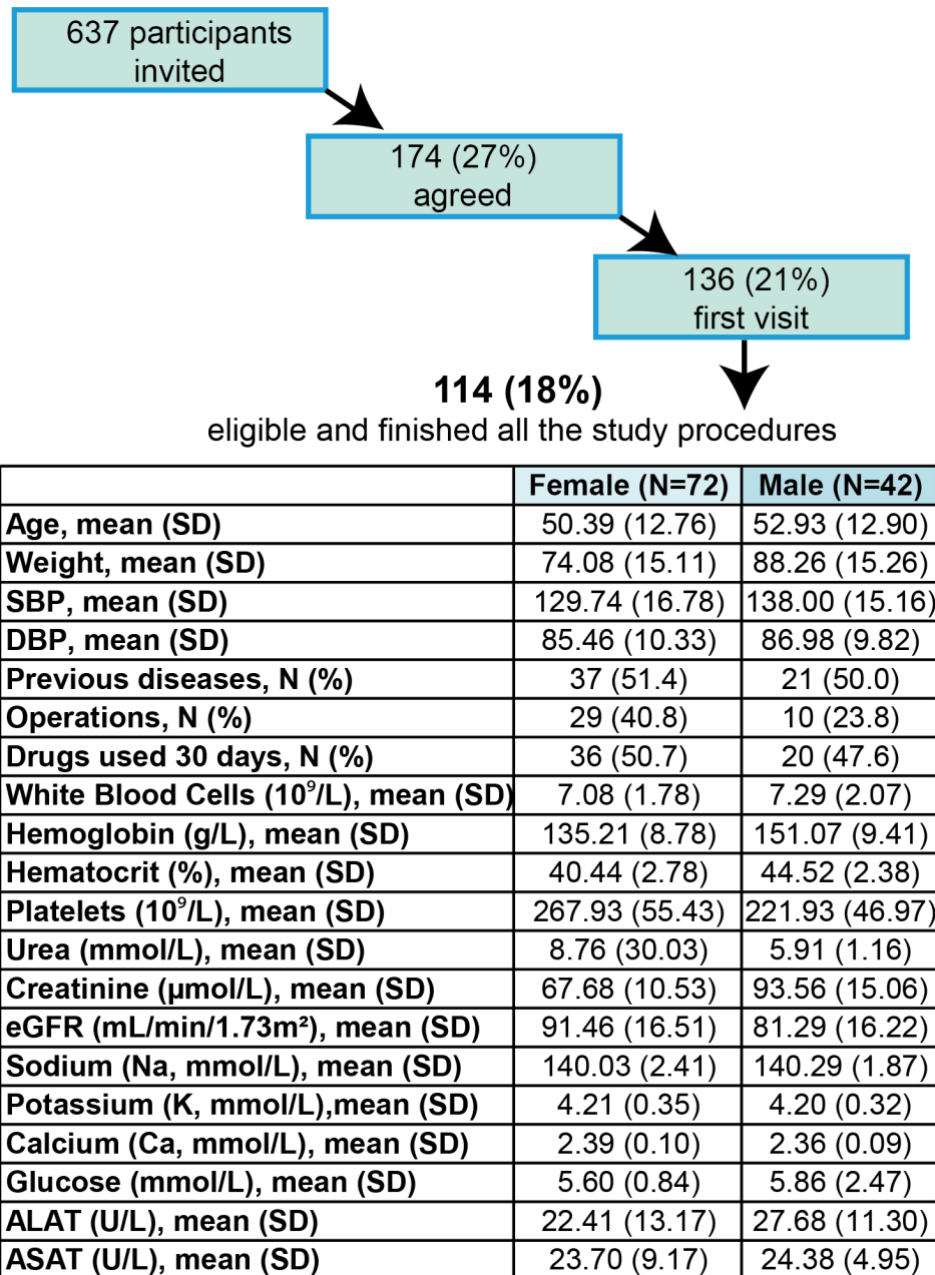 637 participants
invited
174 (27%)
agreed
136 (21%)
first visit
114 (18%)
eligible and finished all the study procedures
Female (N=72) Male (N=42)
Age, mean (SD) 50.39 (12.76) 52.93 (12.90)
Weight, mean (SD) 74.08 (15.11) 88.26 (15.26)
SBP, mean (SD) 129.74 (16.78) 138.00 (15.16)
DBP, mean (SD) 85.46 (10.33) 86.98 (9.82)
Previous diseases, N (%) 37 (51.4) 21 (50.0)
Operations, N (%) 29 (40.8) 10 (23.8)
Drugs used 30 days, N (%) 36 (50.7) 20 (47.6)
White Blood Cells (10⁹/L), mean (SD) 7.08 (1.78) 7.29 (2.07)
Hemoglobin (g/L), mean (SD) 135.21 (8.78) 151.07 (9.41)
Hematocrit (%), mean (SD) 40.44 (2.78) 44.52 (2.38)
Platelets (10⁹/L), mean (SD) 267.93 (55.43) 221.93 (46.97)
Urea (mmol/L), mean (SD) 8.76 (30.03) 5.91 (1.16)
Creatinine (µmol/L), mean (SD) 67.68 (10.53) 93.56 (15.06)
eGFR (mL/min/1.73m²), mean (SD) 91.46 (16.51) 81.29 (16.22)
Sodium (Na, mmol/L), mean (SD) 140.03 (2.41) 140.29 (1.87)
Potassium (K, mmol/L),mean (SD) 4.21 (0.35) 4.20 (0.32)
Calcium (Ca, mmol/L), mean (SD) 2.39 (0.10) 2.36 (0.09)
Glucose (mmol/L), mean (SD) 5.60 (0.84) 5.86 (2.47)
ALAT (U/L), mean (SD) 22.41 (13.17) 27.68 (11.30)
ASAT (U/L), mean (SD) 23.70 (9.17) 24.38 (4.95)